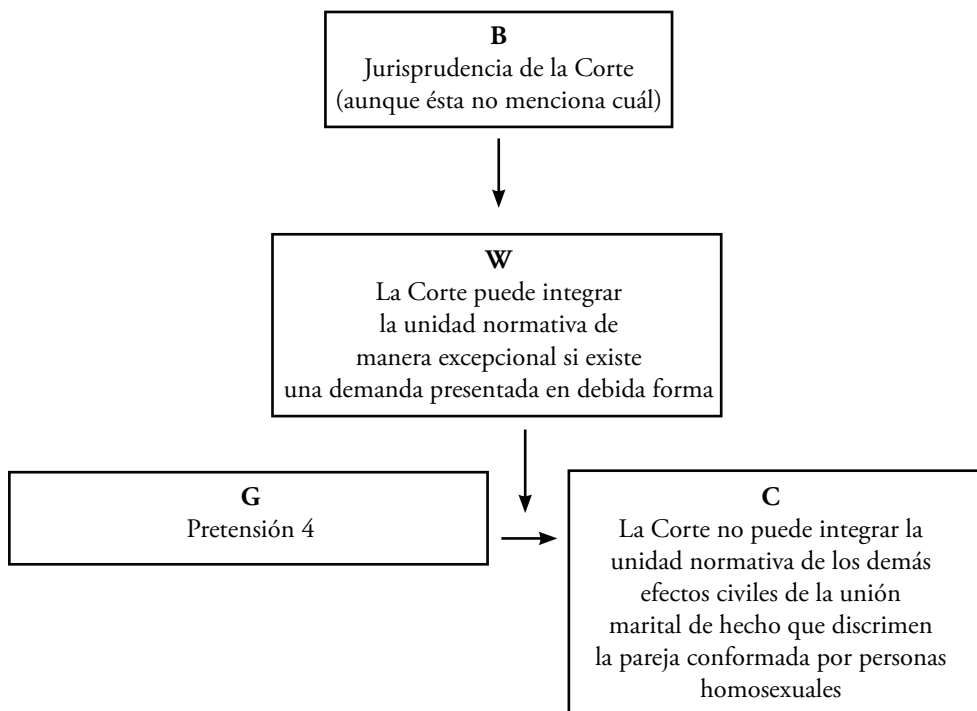 B
Jurisprudencia de la Corte
(aunque ésta no menciona cuál)
W
La Corte puede integrar
la unidad normativa de
manera excepcional si existe
una demanda presentada en debida forma
G
Pretensión 4
C
La Corte no puede integrar la
unidad normativa de los demás
efectos civiles de la unión
marital de hecho que discrimen
la pareja conformada por personas
homosexuales